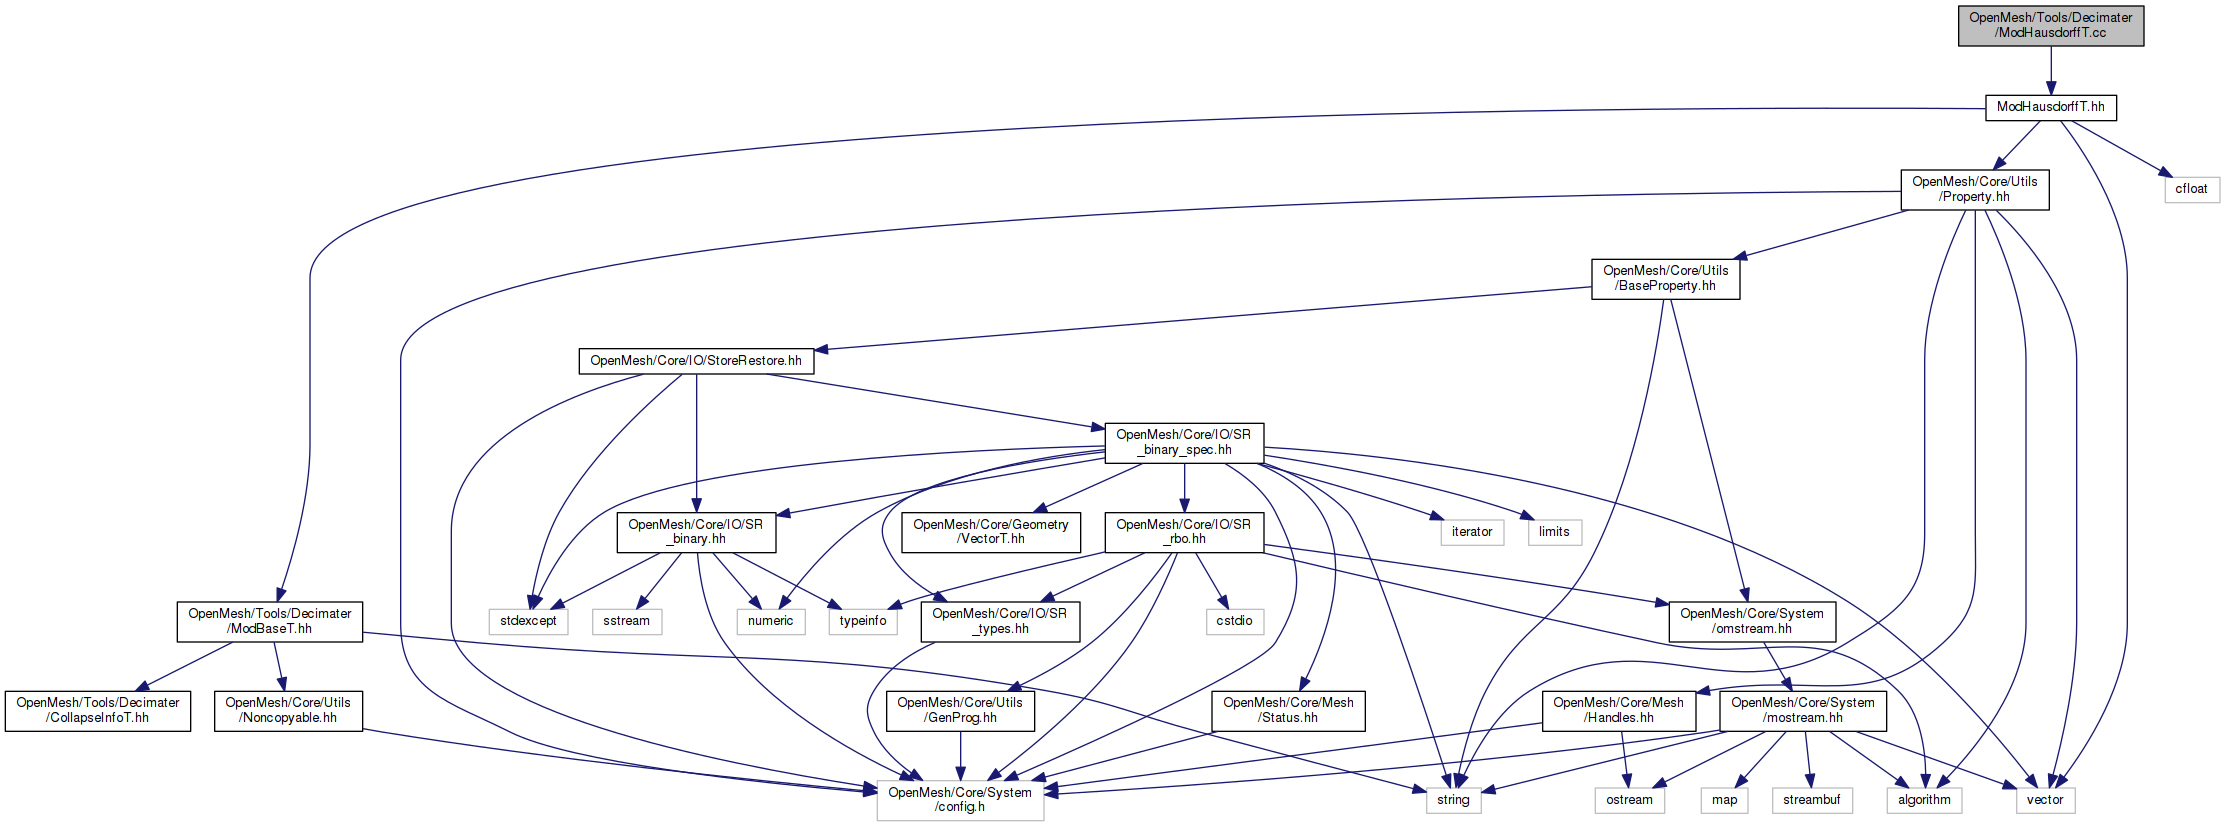 OpenMesh/Tools/Decimater
/ModHausdorffT.cc
ModHausdorffT.hh
OpenMesh/Core/Utils
/Property.hh
cfloat
OpenMesh/Core/Utils
/BaseProperty.hh
OpenMesh/Core/IO/StoreRestore.hh
OpenMesh/Core/IO/SR
_binary_spec.hh
OpenMesh/Core/IO/SR
_binary.hh
OpenMesh/Core/Geometry
/VectorT.hh
OpenMesh/Core/IO/SR
_rbo.hh
iterator
limits
OpenMesh/Tools/Decimater
/ModBaseT.hh
stdexcept
sstream
numeric
typeinfo
OpenMesh/Core/IO/SR
_types.hh
cstdio
OpenMesh/Core/System
/omstream.hh
OpenMesh/Tools/Decimater
/CollapseInfoT.hh
OpenMesh/Core/Utils
/Noncopyable.hh
OpenMesh/Core/Utils
/GenProg.hh
OpenMesh/Core/Mesh
/Status.hh
OpenMesh/Core/Mesh
/Handles.hh
OpenMesh/Core/System
/mostream.hh
OpenMesh/Core/System
/config.h
string
ostream
map
streambuf
algorithm
vector